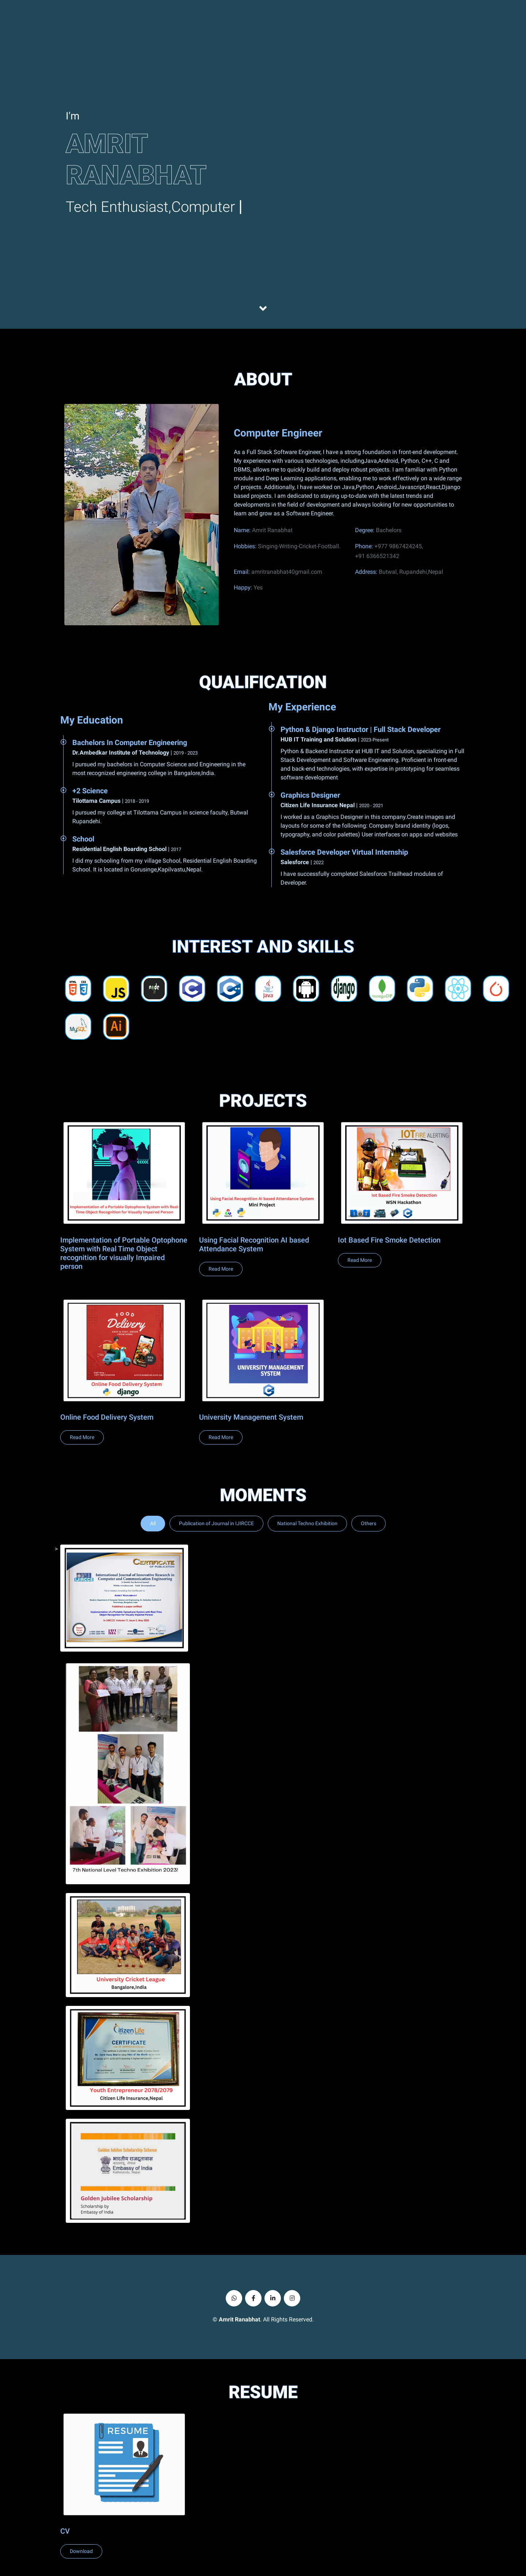 I'm
AMRIT
RANABHAT
Tech Enthusiast,Computer
ABOUT
Computer Engineer
As a Full Stack Software Engineer, I have a strong foundation in front-end development.
My experience with various technologies, including,Java,Android, Python, C++, C and
DBMS, allows me to quickly build and deploy robust projects. I am familiar with Python
module and Deep Learning applications, enabling me to work effectively on a wide range
of projects. Additionally, I have worked on Java,Python ,Android,Javascript,React,Django
based projects. I am dedicated to staying up-to-date with the latest trends and
developments in the field of development and always looking for new opportunities to
learn and grow as a Software Engineer.
Name: Amrit Ranabhat
Degree: Bachelors
Hobbies: Singing-Writing-Cricket-Football
Phone: +977 9867424245,
+91 6366521342
Email: amritranabhat40gmail.com
Address: Butwal, Rupandehi,Nepal
Happy: Yes
QUALIFICATION
My Education
Bachelors In Computer Engineering
Dr.Ambedkar Institute of Technology | 2019 - 2023
I pursued my bachelors in Computer Science and Engineering in the
most recognized engineering college in Bangalore,India.
+2 Science
Tilottama Campus | 2018 - 2019
I pursued my college at Tilottama Campus in science faculty, Butwal
Rupandehi.
School
Residential English Boarding School | 2017
I did my schooling from my village School, Residential English Boarding
School. It is located in Gorusinge,Kapilvastu,Nepal.
My Experience
Python & Django Instructor | Full Stack Developer
HUB IT Training and Solution | 2023-Present
Python & Backend Instructor at HUB IT and Solution, specializing in Full
Stack Development and Software Engineering. Proficient in front-end
and back-end technologies, with expertise in prototyping for seamless
software development
Graphics Designer
Citizen Life Insurance Nepal | 2020 - 2021
I worked as a Graphics Designer in this company.Create images and
layouts for some of the following: Company brand identity (logos,
typography, and color palettes) User interfaces on apps and websites
Salesforce Developer Virtual Internship
Salesforce | 2022
I have successfully completed Salesforce Trailhead modules of
Developer.
INTEREST AND SKILLS
JS
node
C
C++
Java
django
mongoDB
MySQL
Ai
PROJECTS
Implementation of a Portable Optophone System with Real
Time Object Recognition for Visually Impaired Person
Using Facial Recognition AI based Attendance System
Mini Project
IOT FIRE ALERTING
Iot Based Fire Smoke Detection
WSN Hackathon
Implementation of Portable Optophone
System with Real Time Object
recognition for visually Impaired
person
Using Facial Recognition AI based
Attendance System
Read More
Iot Based Fire Smoke Detection
Read More
FOOD
Delivery
Online Food Delivery System
django
UNIVERSITY MANAGEMENT
SYSTEM
Online Food Delivery System
Read More
University Management System
Read More
MOMENTS
All
Publication of Journal in IJIRCCE
National Techno Exhibition
Others
CERTIFICATE
OF PUBLICATION
International Journal of Innovative Research in
Computer and Communication Engineering
7th National Level Techno Exhibition 2023!
University Cricket League
Bangalore,India
Citizen Life
CERTIFICATE
Youth Entrepreneur 2078/2079
Citizen Life Insurance,Nepal
Golden Jubilee Scholarship Scheme
Embassy of India
Golden Jubilee Scholarship
Scholarship by
Embassy of India
© Amrit Ranabhat. All Rights Reserved.
RESUME
RESUME
CV
Download